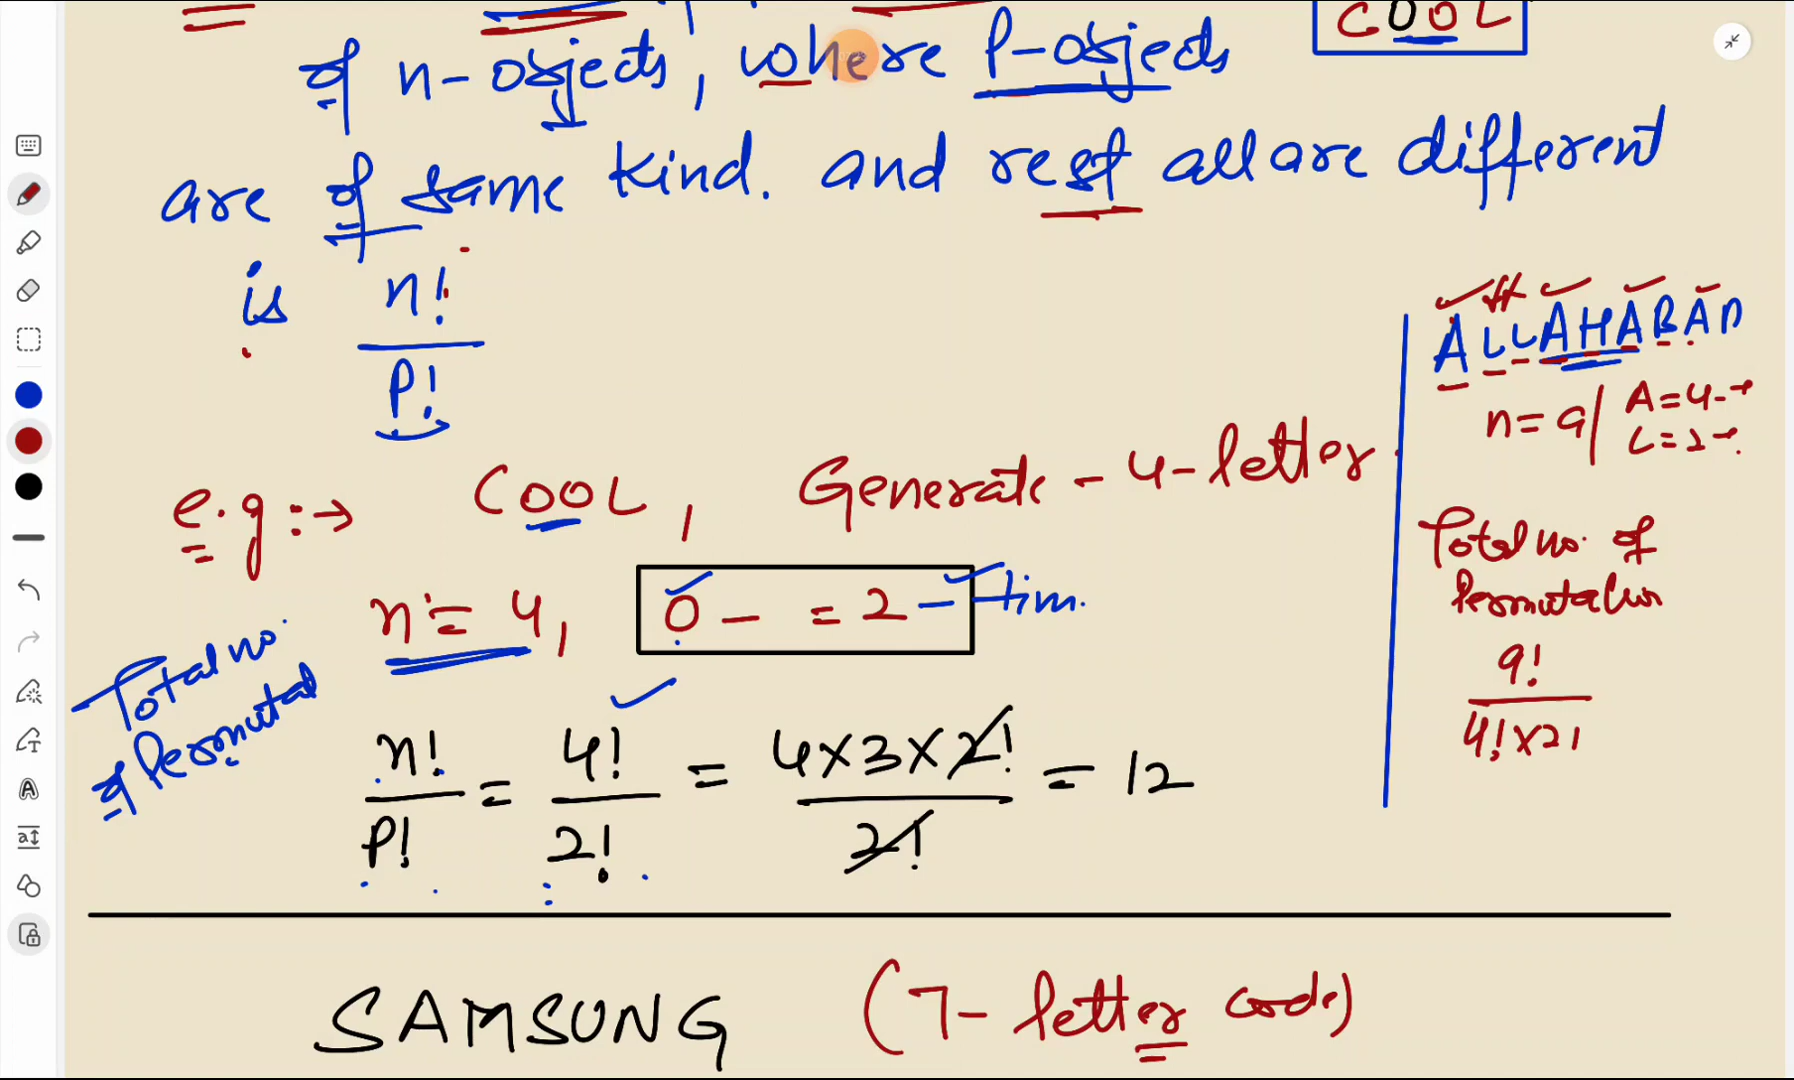 COOL
of n-objects, where P-objects
are of same kind. and rest all are different
is n!
P!
e.g :→ COOL, Generate - 4-letter
n = 4, O - = 2 - tim.
Total no.
of Permutat
n! = 4! = 4×3×2! = 12
P! 2! 2!
ALLAHABAD
n = 9 | A = 4 -
L = 2 -
Total no. of
Permutation
9!
4! × 2!
SAMSUNG (7-letter code)